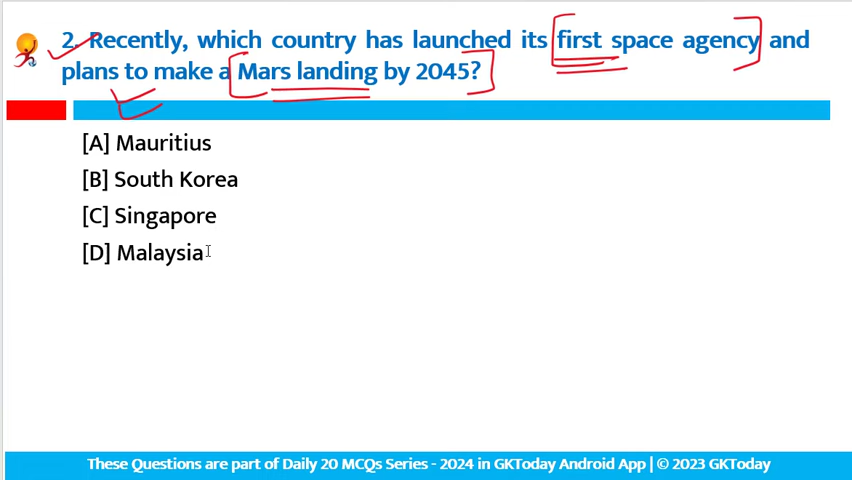 2. Recently, which country has launched its first space agency and
plans to make a Mars landing by 2045?
[A] Mauritius
[B] South Korea
[C] Singapore
[D] Malaysia
These Questions are part of Daily 20 MCQs Series - 2024 in GKToday Android App | © 2023 GKToday